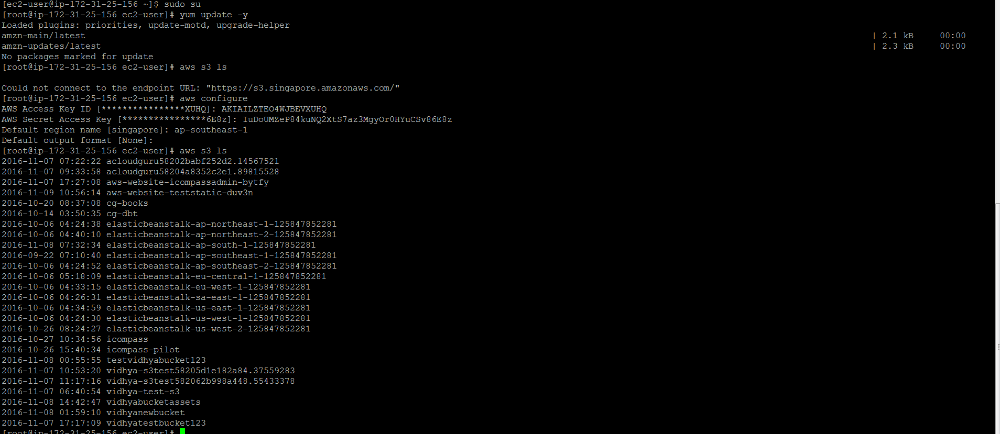 [ec2-user@ip-172-31-25-156 ~]$ sudo su
[root@ip-172-31-25-156 ec2-user]# yum update -y
Loaded plugins: priorities, update-motd, upgrade-helper
amzn-main/latest | 2.1 kB 00:00
amzn-updates/latest | 2.3 kB 00:00
No packages marked for update
[root@ip-172-31-25-156 ec2-user]# aws s3 ls
Could not connect to the endpoint URL: "https://s3.singapore.amazonaws.com/"
[root@ip-172-31-25-156 ec2-user]# aws configure
AWS Access Key ID [****************XUHQ]: AKIAILZTEO4WJBEVXUHQ
AWS Secret Access Key [****************6E8z]: 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
Default region name [singapore]: ap-southeast-1
Default output format [None]:
[root@ip-172-31-25-156 ec2-user]# aws s3 ls
2016-11-07 07:22:22 acloudguru58202babf252d2.14567521
2016-11-07 09:33:58 acloudguru58204a8352c2e1.89815528
2016-11-07 17:27:08 aws-website-icompassadmin-bytfy
2016-11-09 10:56:14 aws-website-teststatic-duv3n
2016-10-20 08:37:08 cg-books
2016-10-14 03:50:35 cg-dbt
2016-10-06 04:24:38 elasticbeanstalk-ap-northeast-1-125847852281
2016-10-06 04:40:10 elasticbeanstalk-ap-northeast-2-125847852281
2016-11-08 07:32:34 elasticbeanstalk-ap-south-1-125847852281
2016-09-22 07:10:40 elasticbeanstalk-ap-southeast-1-125847852281
2016-10-06 04:24:52 elasticbeanstalk-ap-southeast-2-125847852281
2016-10-06 05:18:09 elasticbeanstalk-eu-central-1-125847852281
2016-10-06 04:33:15 elasticbeanstalk-eu-west-1-125847852281
2016-10-06 04:26:31 elasticbeanstalk-sa-east-1-125847852281
2016-10-06 04:34:59 elasticbeanstalk-us-east-1-125847852281
2016-10-06 04:24:30 elasticbeanstalk-us-west-1-125847852281
2016-10-26 08:24:27 elasticbeanstalk-us-west-2-125847852281
2016-10-27 10:34:56 icompass
2016-10-26 15:40:34 icompass-pilot
2016-11-08 00:55:55 testvidhyabucket123
2016-11-07 10:53:20 vidhya-s3test58205d1e182a84.37559283
2016-11-07 11:17:16 vidhya-s3test582062b998a448.55433378
2016-11-07 06:40:54 vidhya-test-s3
2016-11-08 14:42:47 vidhyabucketassets
2016-11-08 01:59:10 vidhyanewbucket
2016-11-07 17:17:09 vidhyatestbucket123
[root@ip-172-31-25-156 ec2-user]#